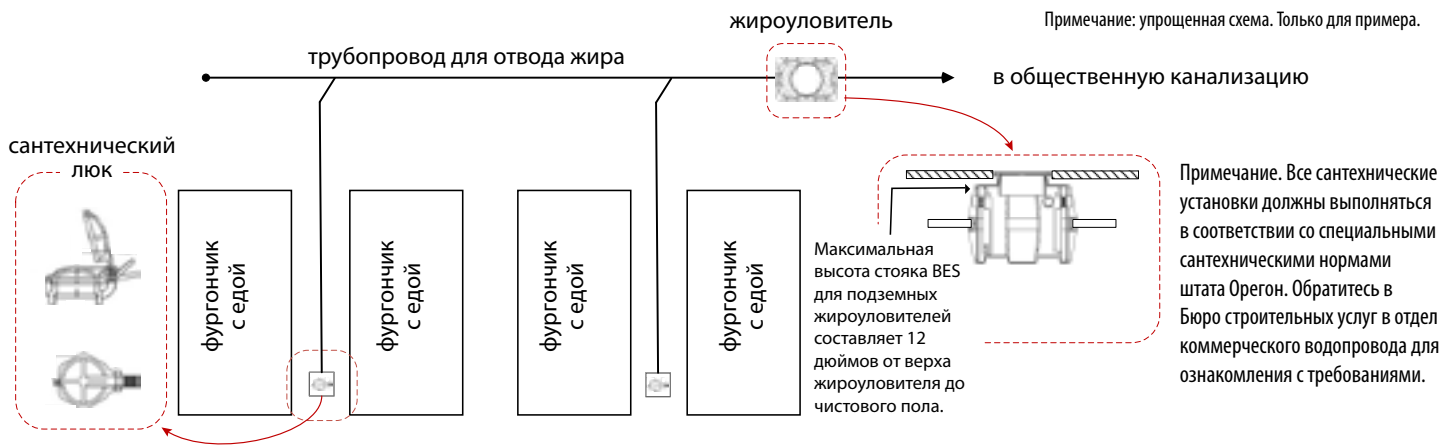 жироуловитель
Примечание: упрощенная схема. Только для примера.
трубопровод для отвода жира
в общественную канализацию
сантехнический
люк
фургончик
с едой
фургончик
с едой
фургончик
с едой
фургончик
с едой
Максимальная
высота стояка BES
для подземных
жироуловителей
составляет 12
дюймов от верха
жироуловителя до
чистового пола.
Примечание. Все сантехнические
установки должны выполняться
в соответствии со специальными
сантехническими нормами
штата Орегон. Обратитесь в
Бюро строительных услуг в отдел
коммерческого водопровода для
ознакомления с требованиями.